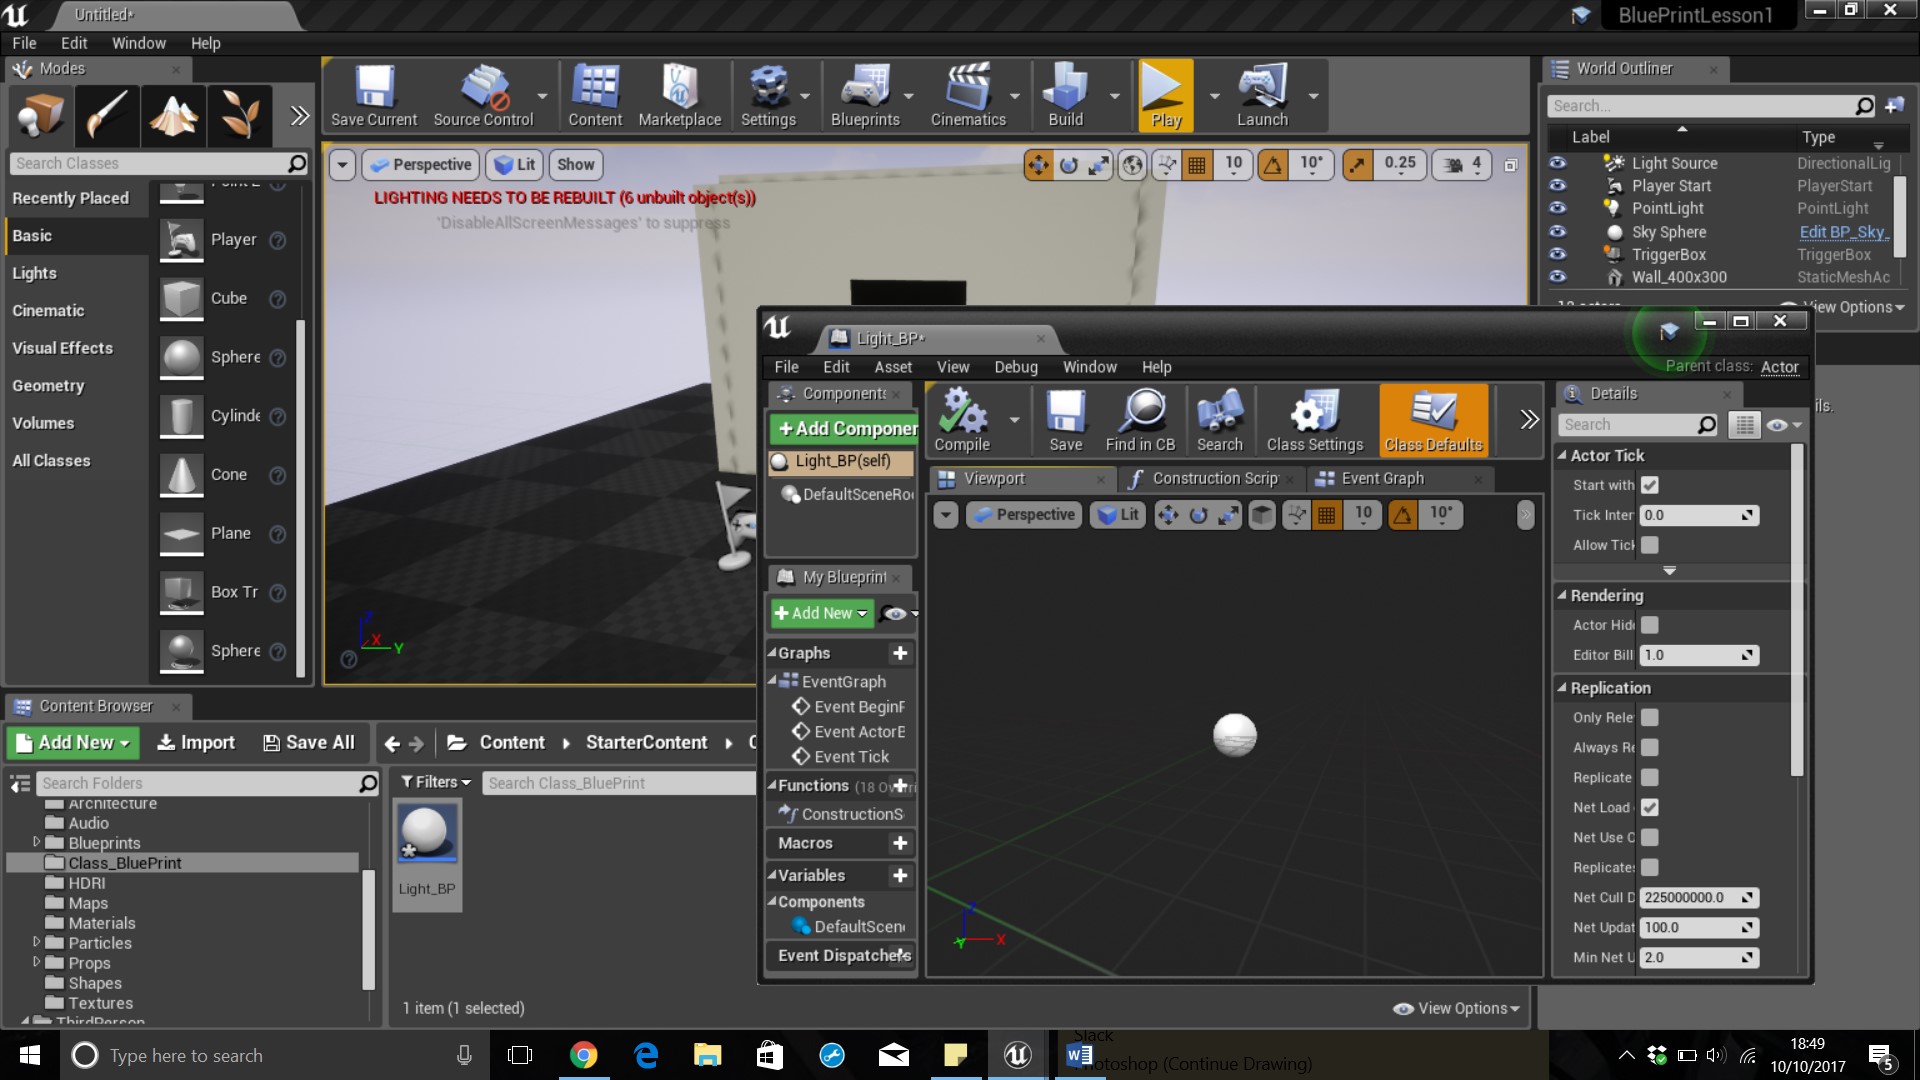 Untitled*
BluePrintLesson1
File Edit Window Help
Modes
Save Current Source Control Content Marketplace Settings Blueprints Cinematics Build Play Launch
World Outliner
Search...
Label Type
Light Source DirectionalLig
Player Start PlayerStart
PointLight PointLight
Sky Sphere Edit BP_Sky_
TriggerBox TriggerBox
Wall_400x300 StaticMeshAc
View Options
Search Classes
Recently Placed
Basic
Lights
Cinematic
Visual Effects
Geometry
Volumes
All Classes
Player
Cube
Sphere
Cylinde
Cone
Plane
Box Tr
Sphere
Perspective Lit Show 10 10° 0.25 4
LIGHTING NEEDS TO BE REBUILT (6 unbuilt object(s))
'DisableAllScreenMessages' to suppress
Z X Y
Light_BP*
File Edit Asset View Debug Window Help
Parent class: Actor
ils.
Components
+Add Componen
Light_BP(self)
DefaultSceneRo
Compile Save Find in CB Search Class Settings Class Defaults
Viewport Construction Scrip Event Graph
Perspective Lit 10 10°
My Blueprint
+Add New
Graphs
EventGraph
Event BeginP
Event ActorB
Event Tick
Functions (18 Overri
ConstructionS
Macros
Variables
Components
DefaultScene
Event Dispatchers
Z X Y
Details
Search
Actor Tick
Start with
Tick Inter 0.0
Allow Tick
Rendering
Actor Hid
Editor Bill 1.0
Replication
Only Rele
Always Re
Replicate
Net Load
Net Use O
Replicates
Net Cull D 225000000.0
Net Updat 100.0
Min Net U 2.0
Content Browser
Add New Import Save All Content StarterContent
Search Folders
Filters Search Class_BluePrint
Architecture
Audio
Blueprints
Class_BluePrint
HDRI
Maps
Materials
Particles
Props
Shapes
Textures
ThirdPerson
Light_BP
1 item (1 selected)
View Options
Type here to search
Slack
Photoshop (Continue Drawing)
18:49
10/10/2017
5